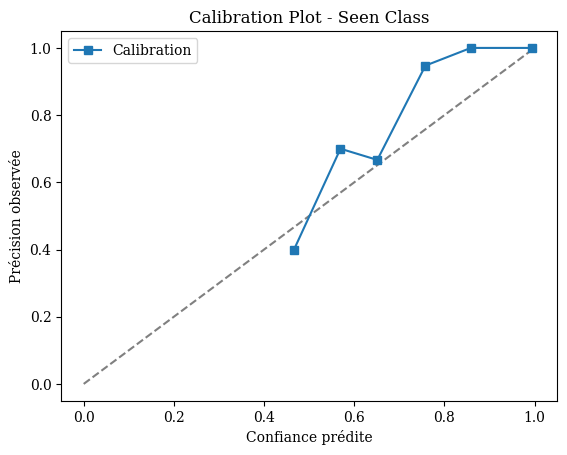 Calibration Plot - Seen Class
Calibration
1.0
0.8
0.6
0.4
0.2
0.0
Précision observée
0.0 0.2 0.4 0.6 0.8 1.0
Confiance prédite